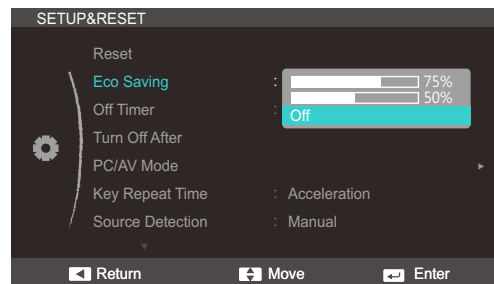 SETUP&RESET
Reset
Eco Saving : 75%
50%
Off Timer : Off
Turn Off After
PC/AV Mode
Key Repeat Time : Acceleration
Source Detection : Manual
Return Move Enter